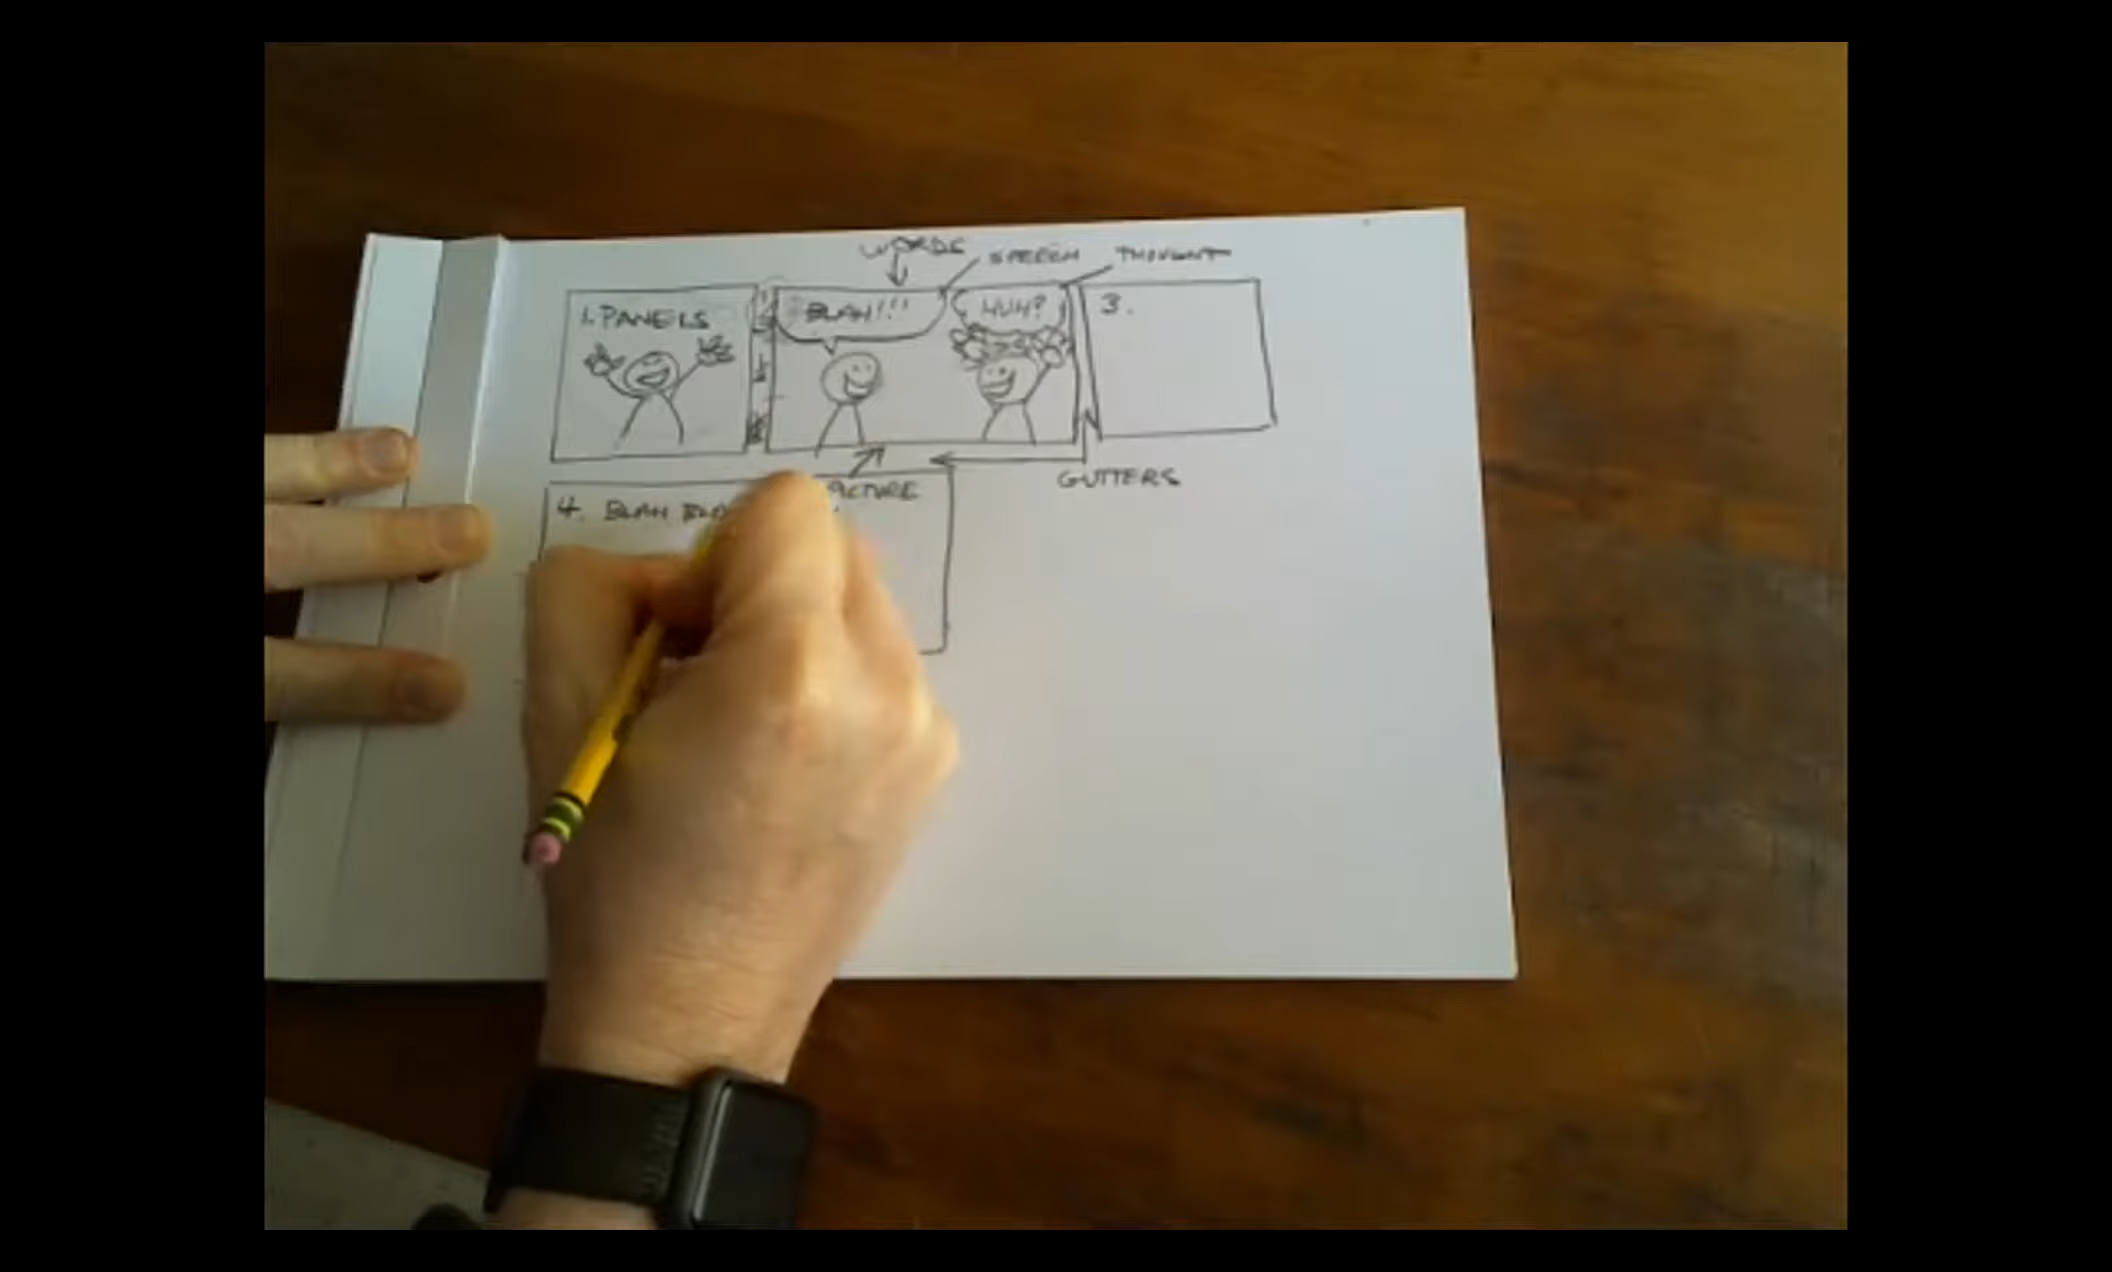 WORDS
SPEECH
THOUGHT
1. PANELS
BLAH!!!
HUH?
3.
PICTURE
GUTTERS
4. BLAH